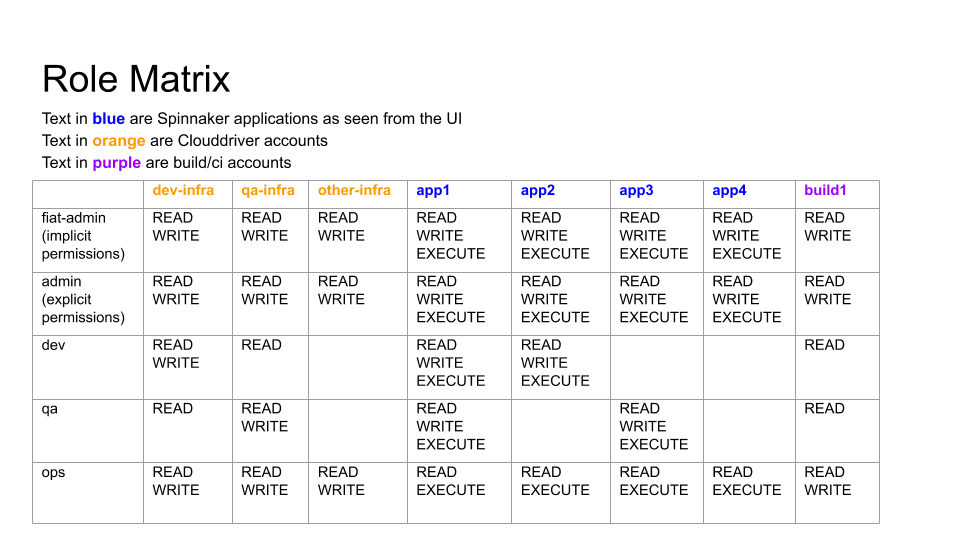 Role Matrix
Text in blue are Spinnaker applications as seen from the UI
Text in orange are Clouddriver accounts
Text in purple are build/ci accounts
dev-infra qa-infra other-infra app1 app2 app3 app4 build1
fiat-admin READ READ READ READ READ READ READ READ
(implicit WRITE WRITE WRITE WRITE WRITE WRITE WRITE WRITE
permissions) EXECUTE EXECUTE EXECUTE EXECUTE
admin READ READ READ READ READ READ READ READ
(explicit WRITE WRITE WRITE WRITE WRITE WRITE WRITE WRITE
permissions) EXECUTE EXECUTE EXECUTE EXECUTE
dev READ READ READ READ READ
WRITE WRITE WRITE
EXECUTE EXECUTE
qa READ READ READ READ READ
WRITE WRITE WRITE
EXECUTE EXECUTE
ops READ READ READ READ READ READ READ READ
WRITE WRITE WRITE EXECUTE EXECUTE EXECUTE EXECUTE WRITE